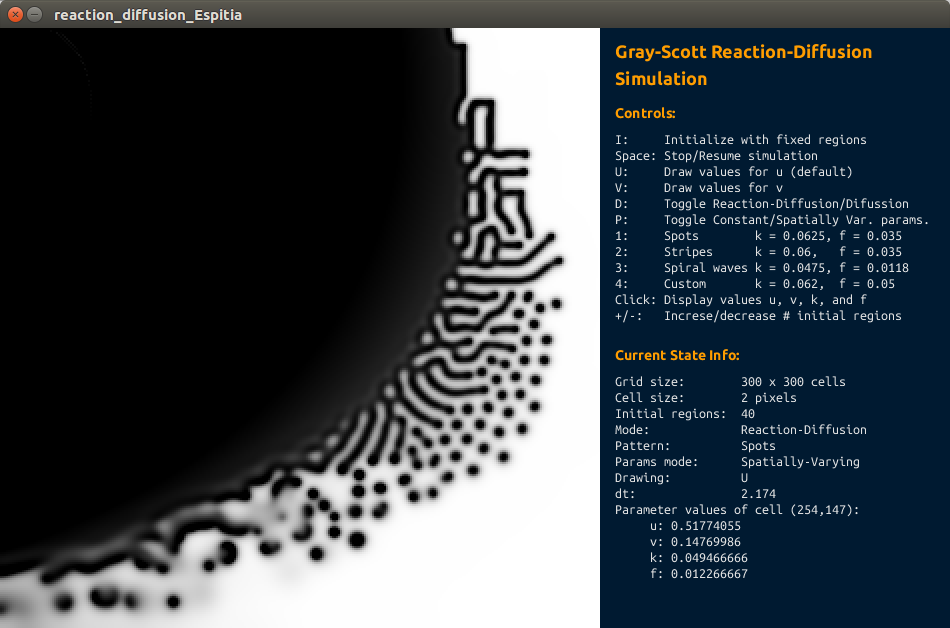 reaction_diffusion_Espitia
Gray-Scott Reaction-Diffusion
Simulation
Controls:
I: Initialize with fixed regions
Space: Stop/Resume simulation
U: Draw values for u (default)
V: Draw values for v
D: Toggle Reaction-Diffusion/Difussion
P: Toggle Constant/Spatially Var. params.
1: Spots k = 0.0625, f = 0.035
2: Stripes k = 0.06, f = 0.035
3: Spiral waves k = 0.0475, f = 0.0118
4: Custom k = 0.062, f = 0.05
Click: Display values u, v, k, and f
+/-: Increse/decrease # initial regions
Current State Info:
Grid size: 300 x 300 cells
Cell size: 2 pixels
Initial regions: 40
Mode: Reaction-Diffusion
Pattern: Spots
Params mode: Spatially-Varying
Drawing: U
dt: 2.174
Parameter values of cell (254,147):
u: 0.51774055
v: 0.14769986
k: 0.049466666
f: 0.012266667